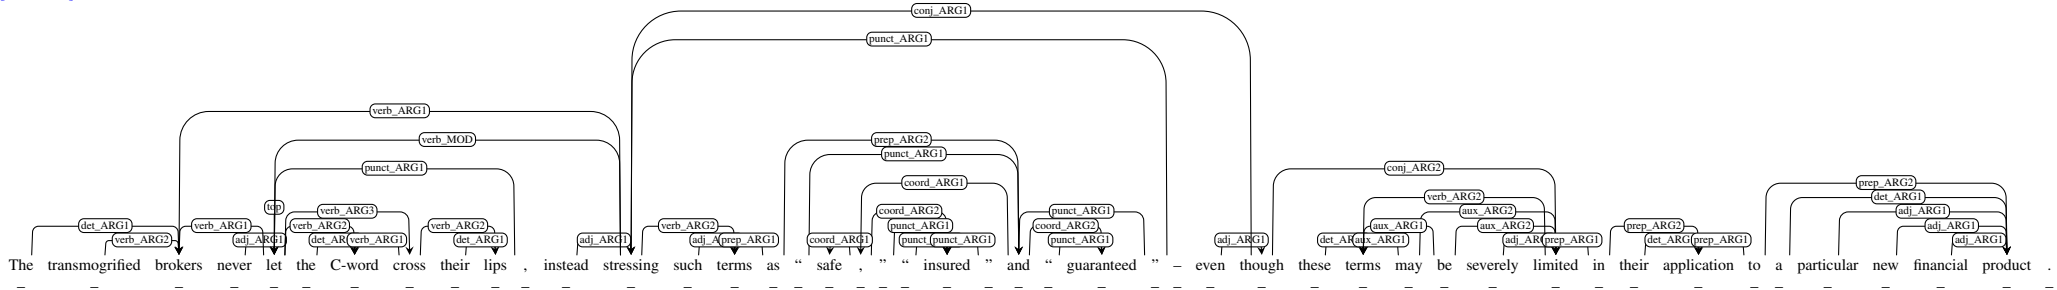 conj_ARG1
punct_ARG1
verb_ARG1
verb_MOD prep_ARG2
punct_ARG1
punct_ARG1 conj_ARG2
coord_ARG1 prep_ARG2
verb_ARG2 det_ARG1
top verb_ARG3 coord_ARG2 punct_ARG1 aux_ARG2 adj_ARG1
det_ARG1 verb_ARG1 verb_ARG2 verb_ARG2 verb_ARG2 punct_ARG1 coord_ARG2 aux_ARG1 aux_ARG2 prep_ARG2 adj_ARG1
verb_ARG2 adj_ARG1 verb_ARG1 det_ARG1 adj_ARG1 prep_ARG1 coord_ARG1 punct_ARG1 punct_ARG1 adj_ARG1 aux_ARG1 prep_ARG1 prep_ARG1 adj_ARG1
The transmogrified brokers never let the C-word cross their lips , instead stressing such terms as “ safe , ” “ insured ” and “ guaranteed ” – even though these terms may be severely limited in their application to a particular new financial product .
_ _ _ _ _ _ _ _ _ _ _ _ _ _ _ _ _ _ _ _ _ _ _ _ _ _ _ _ _ _ _ _ _ _ _ _ _ _ _ _ _ _ _ _ _ _